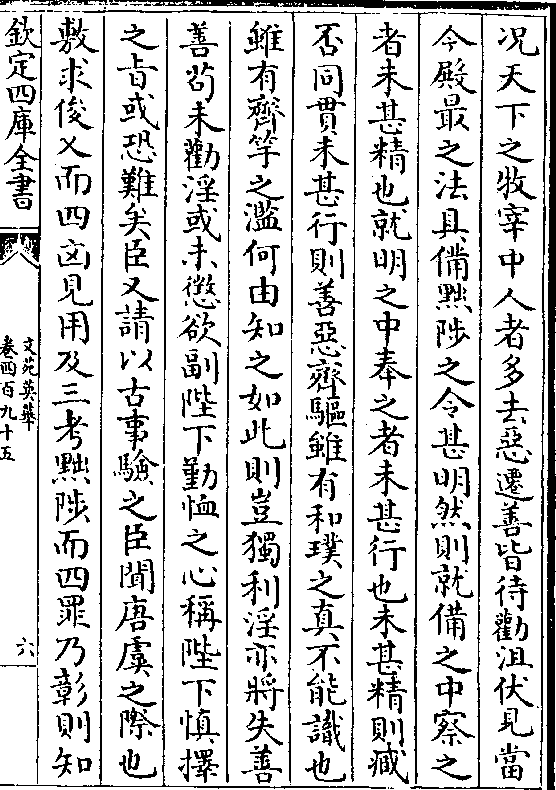 况天下之牧宰中人者多去惡遷善皆待勸沮伏見當
今殿最之法具備黜陟之令甚明然則就備之中察之
者未甚精也就明之中奉之者未甚行也未甚精則臧
否同貫未甚行則善惡齊驅雖有和璞之真不能識也
雖有齊竽之濫何由知之如此則豈獨利淫亦將失善
善茍未勸淫或未懲欲副陛下勤恤之心稱陛下慎擇
之旨或恐難矣臣又請以古事驗之臣聞唐虞之際也
敷求俊乂而四凶見用及三考黜陟而四罪乃彰則知
欽定四庫全書
文苑英華
卷四百九十五
六